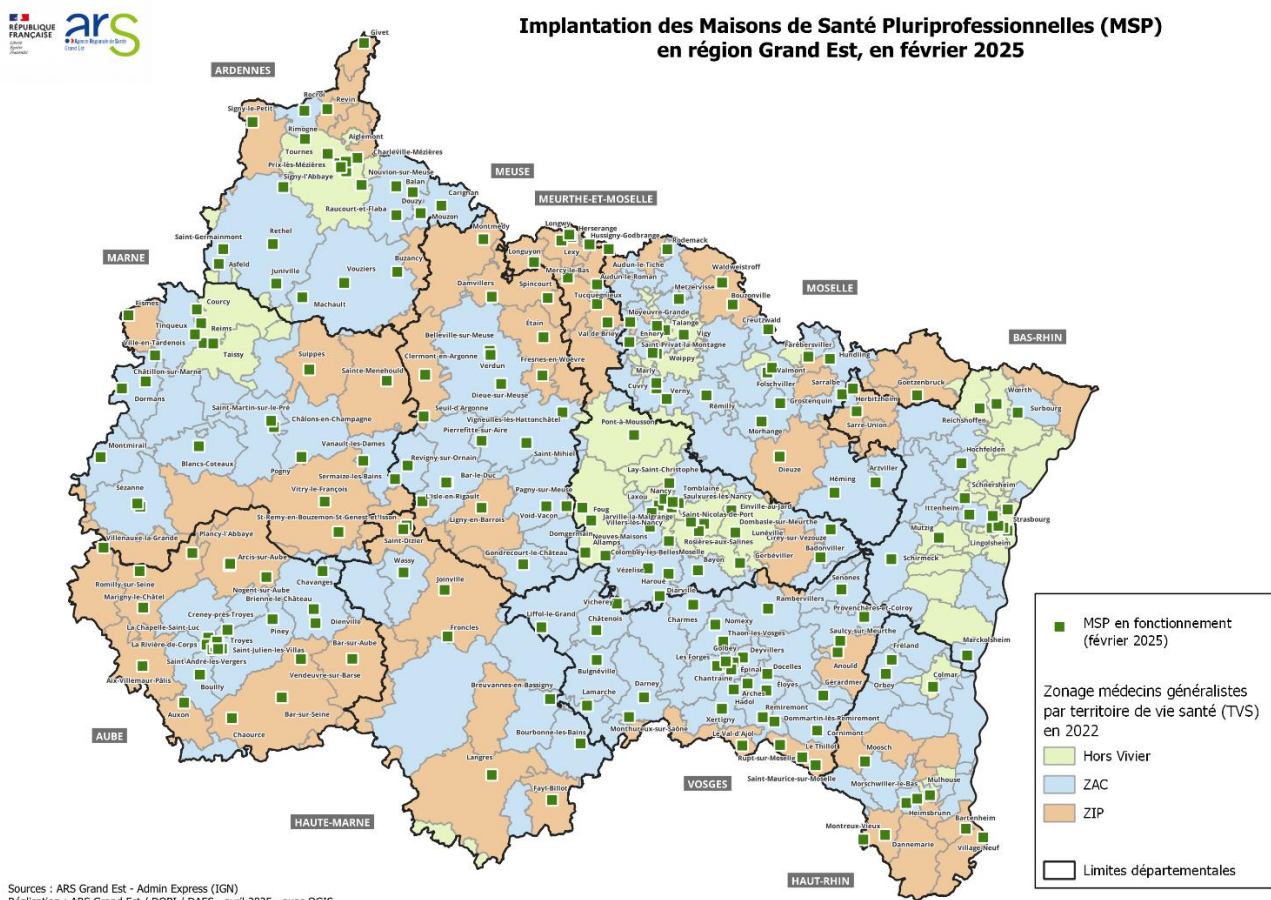 RÉPUBLIQUE
FRANÇAISE
Liberté
Égalité
Fraternité
ars
Agence Régionale de Santé
Grand Est
Implantation des Maisons de Santé Pluriprofessionnelles (MSP)
en région Grand Est, en février 2025
Givet
ARDENNES
Rocroi
Revin
Signy-le-Petit
Rimogne
Aiglemont
Tournes
Charleville-Mézières
Prix-lès-Mézières
Nouvion-sur-Meuse
Signy-l'Abbaye
Balan
MEUSE
Carignan
Douzy
Raucourt-et-Flaba
Mouzon
MEURTHE-ET-MOSELLE
Montmédy
Longwy
Herserange
Hussigny-Godbrange
Saint-Germainmont
Rethel
Longuyon
Lexy
Rodemack
MARNE
Asfeld
Buzancy
Mercy-le-Bas
Audun-le-Tiche
Audun-le-Roman
Waldweistroff
Juniville
Vouziers
Damvillers
Spincourt
Metzervisse
MOSELLE
Machault
Tucquegnieux
Bouzonville
Fismes
Courcy
Moyeuvre-Grande
Creutzwald
Tinqueux
Reims
Belleville-sur-Meuse
Étain
Val de Briey
Ennery
Talange
Vigy
Farébersviller
BAS-RHIN
Ville-en-Tardenois
Taissy
Suippes
Clermont-en-Argonne
Saint-Privat-la-Montagne
Hundling
Verdun
Woippy
Valmont
Châtillon-sur-Marne
Sainte-Menehould
Fresnes-en-Woëvre
Marly
Folschviller
Sarralbe
Goetzenbruck
Dormans
Dieue-sur-Meuse
Cuvry
Verny
Grostenquin
Herbitzheim
Wœrth
Saint-Martin-sur-le-Pré
Seuil-d'Argonne
Vigneulles-lès-Hattonchâtel
Rémilly
Sarre-Union
Surbourg
Châlons-en-Champagne
Pierrefitte-sur-Aire
Pont-à-Mousson
Morhange
Reichshoffen
Montmirail
Vanault-les-Dames
Blancs-Coteaux
Saint-Mihiel
Dieuze
Hochfelden
Pogny
Revigny-sur-Ornain
Lay-Saint-Christophe
Arzviller
Sermaize-les-Bains
Bar-le-Duc
Tomblaine
Héming
Schnersheim
Sézanne
Vitry-le-François
L'Isle-en-Rigault
Pagny-sur-Meuse
Nancy
Saulxures-lès-Nancy
Laxou
Einville-au-Jard
Ittenheim
St-Remy-en-Bouzemont-St-Genest-et-Isson
Void-Vacon
Foug
Jarville-la-Malgrange
Saint-Nicolas-de-Port
Strasbourg
Ligny-en-Barrois
Villers-lès-Nancy
Dombasle-sur-Meurthe
Mutzig
Villenauxe-la-Grande
Plancy-l'Abbaye
Saint-Dizier
Domgermain
Neuves-Maisons
Lunéville
Lingolsheim
Rosières-aux-Salines
Cirey-sur-Vezouze
Allamps
Colombey-les-Belles
Moselle
Gerbéviller
Badonviller
Schirmeck
Arcis-sur-Aube
Gondrecourt-le-Château
Wassy
Vézelise
Bayon
Romilly-sur-Seine
Nogent-sur-Aube
Chavanges
Joinville
Haroué
Senones
Marigny-le-Châtel
Brienne-le-Château
Diarville
Vicherey
Rambervillers
Creney-près-Troyes
Liffol-le-Grand
Charmes
Provenchères-et-Colroy
La Chapelle-Saint-Luc
Piney
Dienville
Châtenois
Nomexy
La Rivière-de-Corps
Troyes
Froncles
Thaon-les-Vosges
Saulcy-sur-Meurthe
Marckolsheim
Saint-Julien-les-Villas
Bar-sur-Aube
Golbey
Deyvillers
Fréland
Saint-André-les-Vergers
Les Forges
Épinal
Anould
Aix-Villemaur-Pâlis
Vendeuvre-sur-Barse
Bulgnéville
Docelles
Orbey
Colmar
Bouilly
Chantraine
Gérardmer
Breuvannes-en-Bassigny
Darney
Arches
Éloyes
Lamarche
Hadol
Auxon
Bar-sur-Seine
Remiremont
Chaource
Xertigny
Dommartin-lès-Remiremont
AUBE
Bourbonne-les-Bains
Monthureux-sur-Saône
Cornimont
Le Val-d'Ajol
Le Thillot
Moosch
Langres
Rupt-sur-Moselle
VOSGES
Saint-Maurice-sur-Moselle
Mulhouse
Fayl-Billot
Morschwiller-le-Bas
Heimsbrunn
HAUTE-MARNE
Bartenheim
Montreux-Vieux
Dannemarie
Village-Neuf
HAUT-RHIN
MSP en fonctionnement
(février 2025)
Zonage médecins généralistes
par territoire de vie santé (TVS)
en 2022
Hors Vivier
ZAC
ZIP
Limites départementales
Sources : ARS Grand Est - Admin Express (IGN)